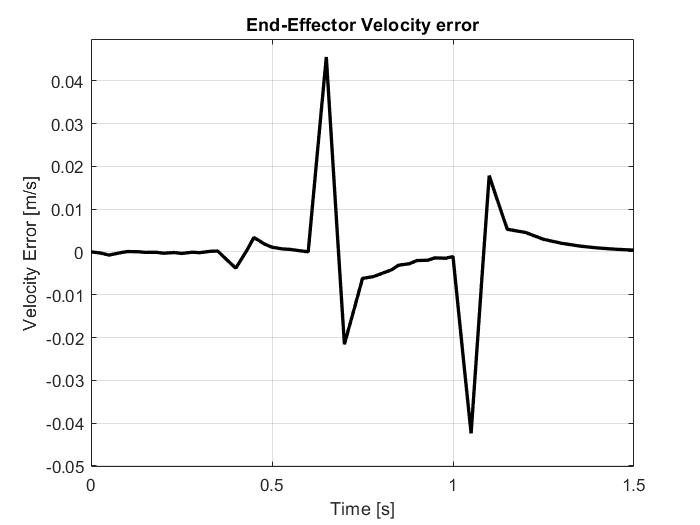 End-Effector Velocity error
0.04
0.03
0.02
0.01
0
-0.01
-0.02
-0.03
-0.04
-0.05
Velocity Error [m/s]
0 0.5 1 1.5
Time [s]